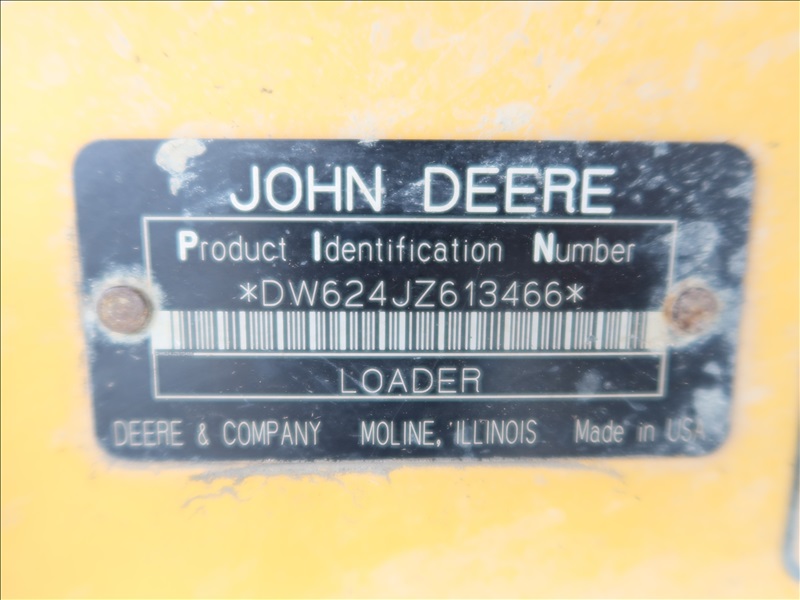 JOHN DEERE
Product Identification Number
*DW624JZ613466*
LOADER
DEERE & COMPANY MOLINE, ILLINOIS Made in USA